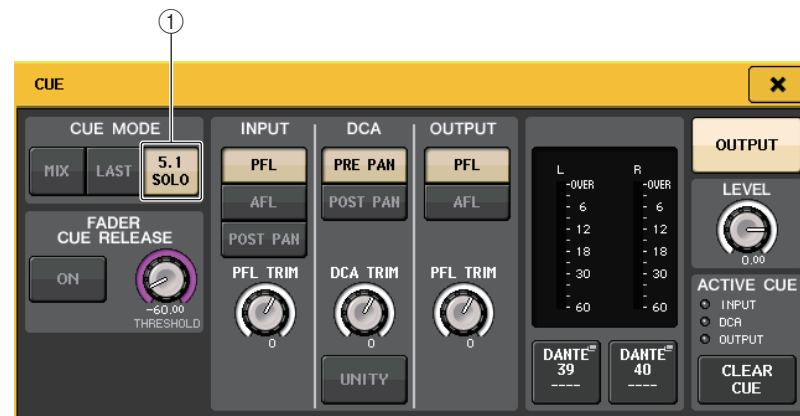 1
CUE
CUE MODE
MIX
LAST
5.1
SOLO
FADER
CUE RELEASE
ON
-60.00
THRESHOLD
INPUT
PFL
AFL
POST PAN
PFL TRIM
0
DCA
PRE PAN
POST PAN
DCA TRIM
0
UNITY
OUTPUT
PFL
AFL
PFL TRIM
0
L
-OVER
- 6
- 12
- 18
- 30
- 60
R
-OVER
- 6
- 12
- 18
- 30
- 60
DANTE
39
----
DANTE
40
----
OUTPUT
LEVEL
0.00
ACTIVE CUE
INPUT
DCA
OUTPUT
CLEAR
CUE